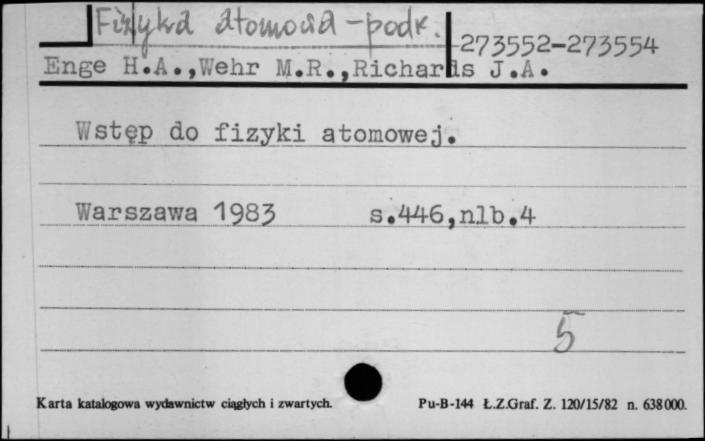 Fizyka atomowa - podr.
273552-273554
Enge H.A.,Wehr M.R.,Richards J.A.
Wstęp do fizyki atomowej.
Warszawa 1983 s.446,nlb.4
5
Karta katalogowa wydawnictw ciągłych i zwartych. Pu-B-144 Ł.Z.Graf. Z. 120/15/82 n. 638000.